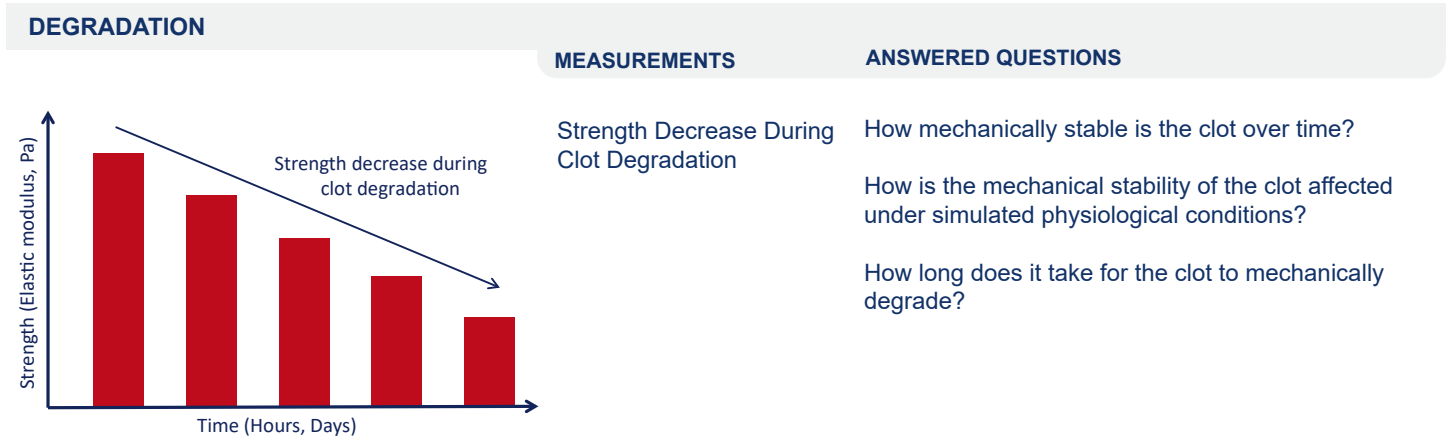 DEGRADATION
MEASUREMENTS
ANSWERED QUESTIONS
Strength (Elastic modulus, Pa)
Strength decrease during
clot degradation
Time (Hours, Days)
Strength Decrease During
Clot Degradation
How mechanically stable is the clot over time?
How is the mechanical stability of the clot affected
under simulated physiological conditions?
How long does it take for the clot to mechanically
degrade?